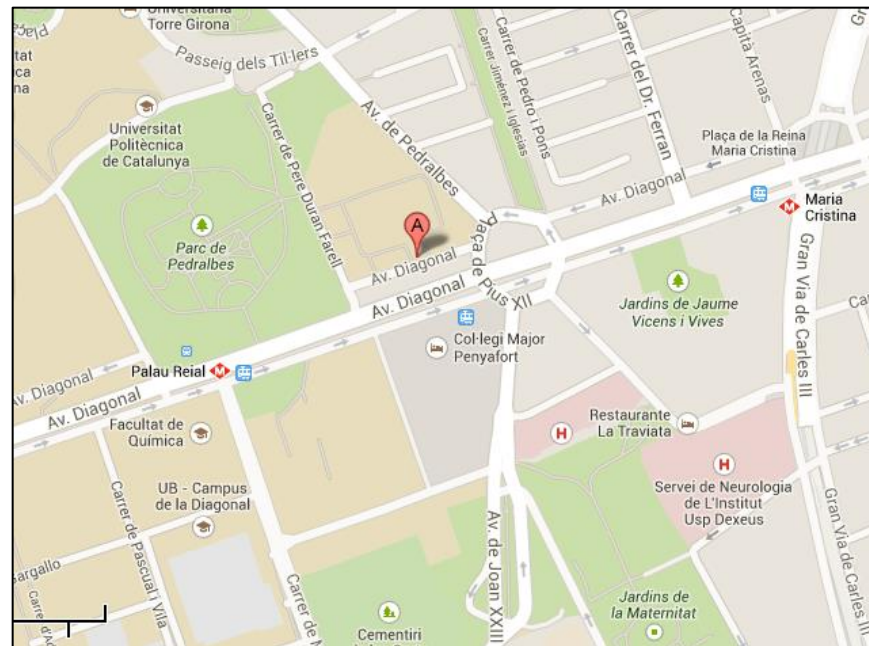 Universitaria
Torre Girona
Passeig dels Til·lers
Universitat
Politècnica
de Catalunya
Carrer de Pere Duran Farell
Av. de Pedralbes
Carrer Jiménez i Iglesias
Carrer de Pedro i Pons
Carrer del Dr. Ferran
Capità Arenas
Plaça de la Reina
Maria Cristina
Maria
Cristina
M
Av. Diagonal
A
Parc de
Pedralbes
Av. Diagonal
Av. Diagonal
Plaça de Pius XII
Jardins de Jaume
Vicens i Vives
Gran Via de Carles III
Col·legi Major
Penyafort
Palau Reial
M
Av. Diagonal
Av. Diagonal
Facultat de
Química
Restaurante
La Traviata
H
H
Servei de Neurologia
de L'Institut
Usp Dexeus
UB - Campus
de la Diagonal
Carrer de Pascual i Vila
Av. de Joan XXIII
Gran Via de Carles III
Jardins de
la Maternitat
Cementiri